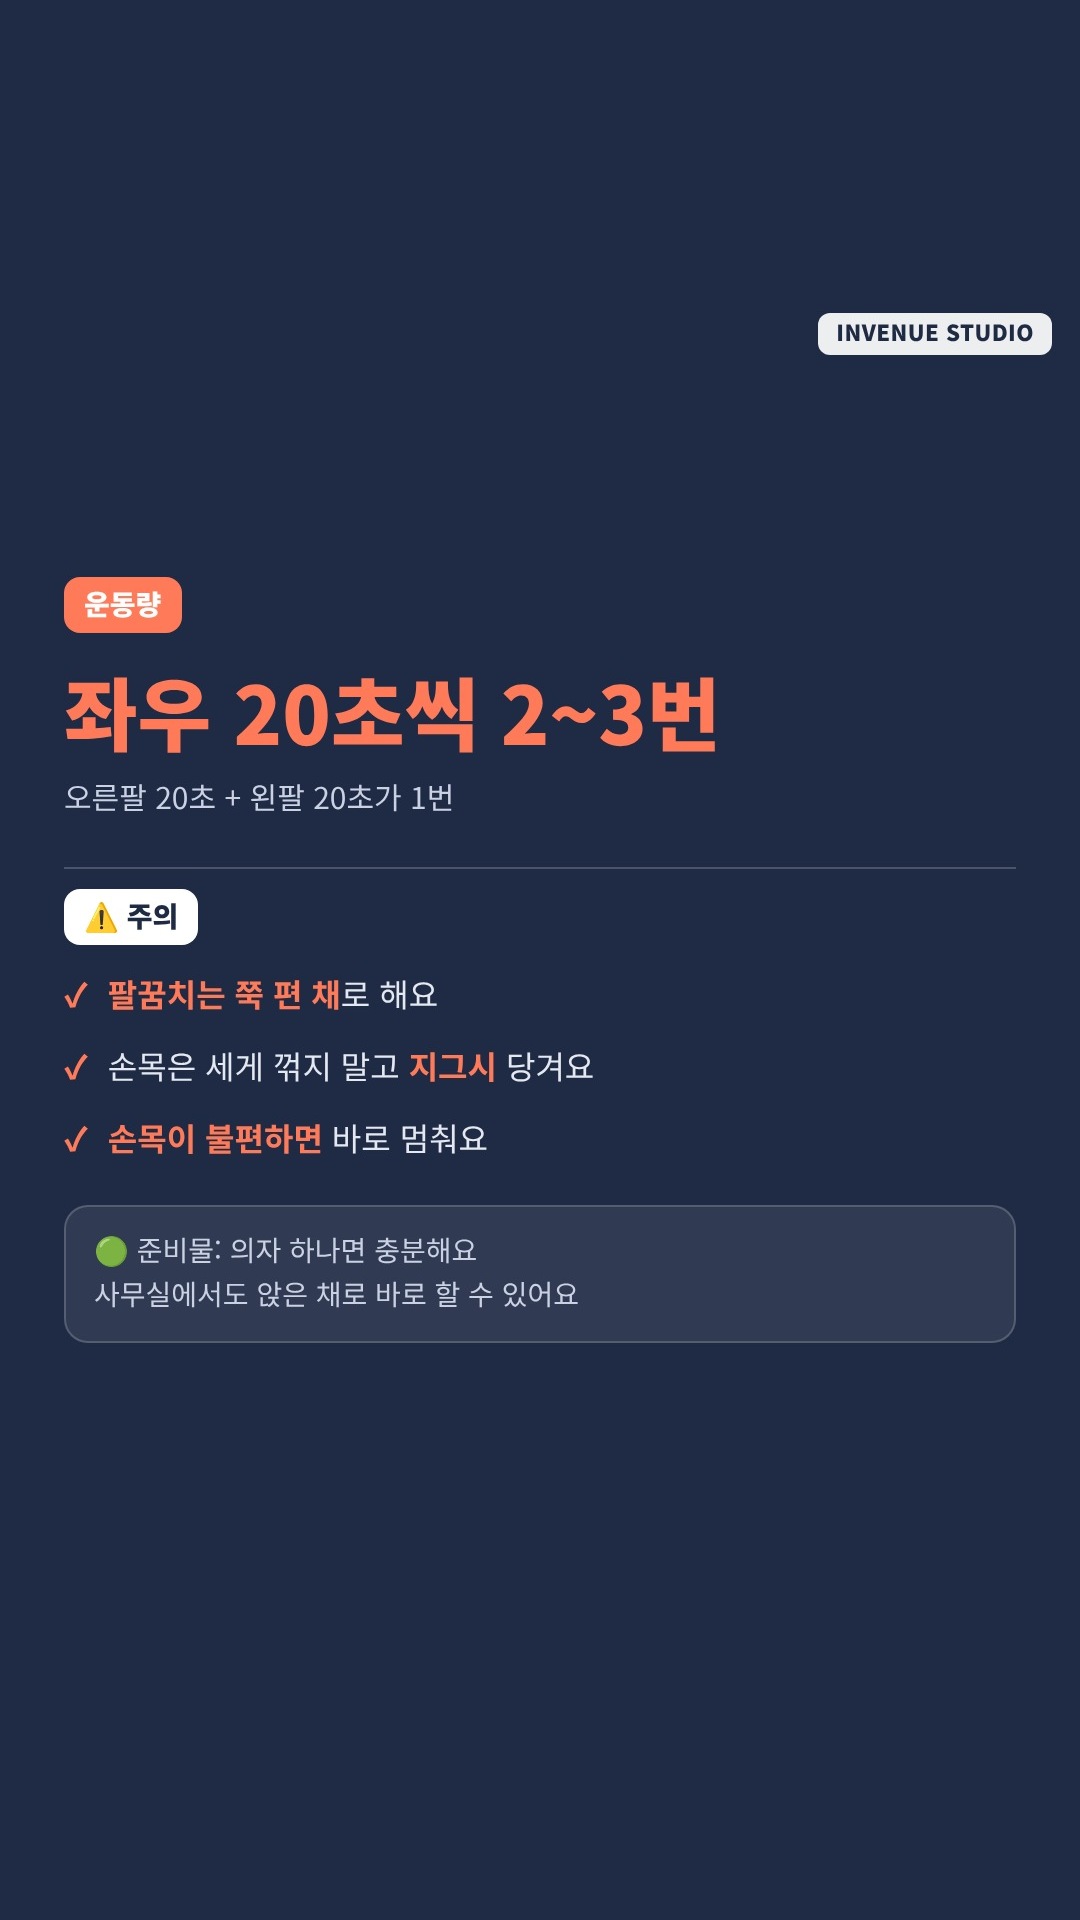 INVENUE STUDIO
운동량
좌우 20초씩 2~3번
오른팔 20초 + 왼팔 20초가 1번
⚠️ 주의
✓ 팔꿈치는 쭉 편 채로 해요
✓ 손목은 세게 꺾지 말고 지그시 당겨요
✓ 손목이 불편하면 바로 멈춰요
🟢 준비물: 의자 하나면 충분해요
사무실에서도 앉은 채로 바로 할 수 있어요